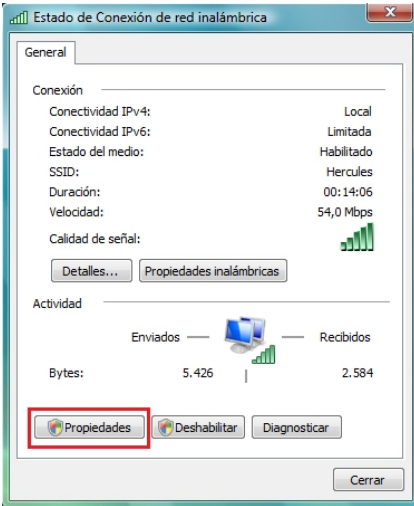 Estado de Conexión de red inalámbrica
General
Conexión
Conectividad IPv4: Local
Conectividad IPv6: Limitada
Estado del medio: Habilitado
SSID: Hercules
Duración: 00:14:06
Velocidad: 54,0 Mbps
Calidad de señal:
Detalles... Propiedades inalámbricas
Actividad
Enviados Recibidos
Bytes: 5.426 2.584
Propiedades Deshabilitar Diagnosticar
Cerrar